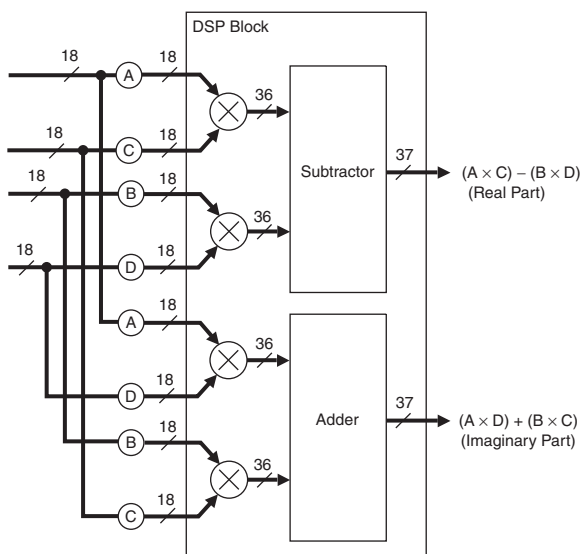 DSP Block
18
A
18
36
18
C
18
Subtractor
37
(A × C) – (B × D)
(Real Part)
18
B
18
36
18
D
18
A
18
36
D
18
Adder
37
(A × D) + (B × C)
(Imaginary Part)
B
18
36
C
18